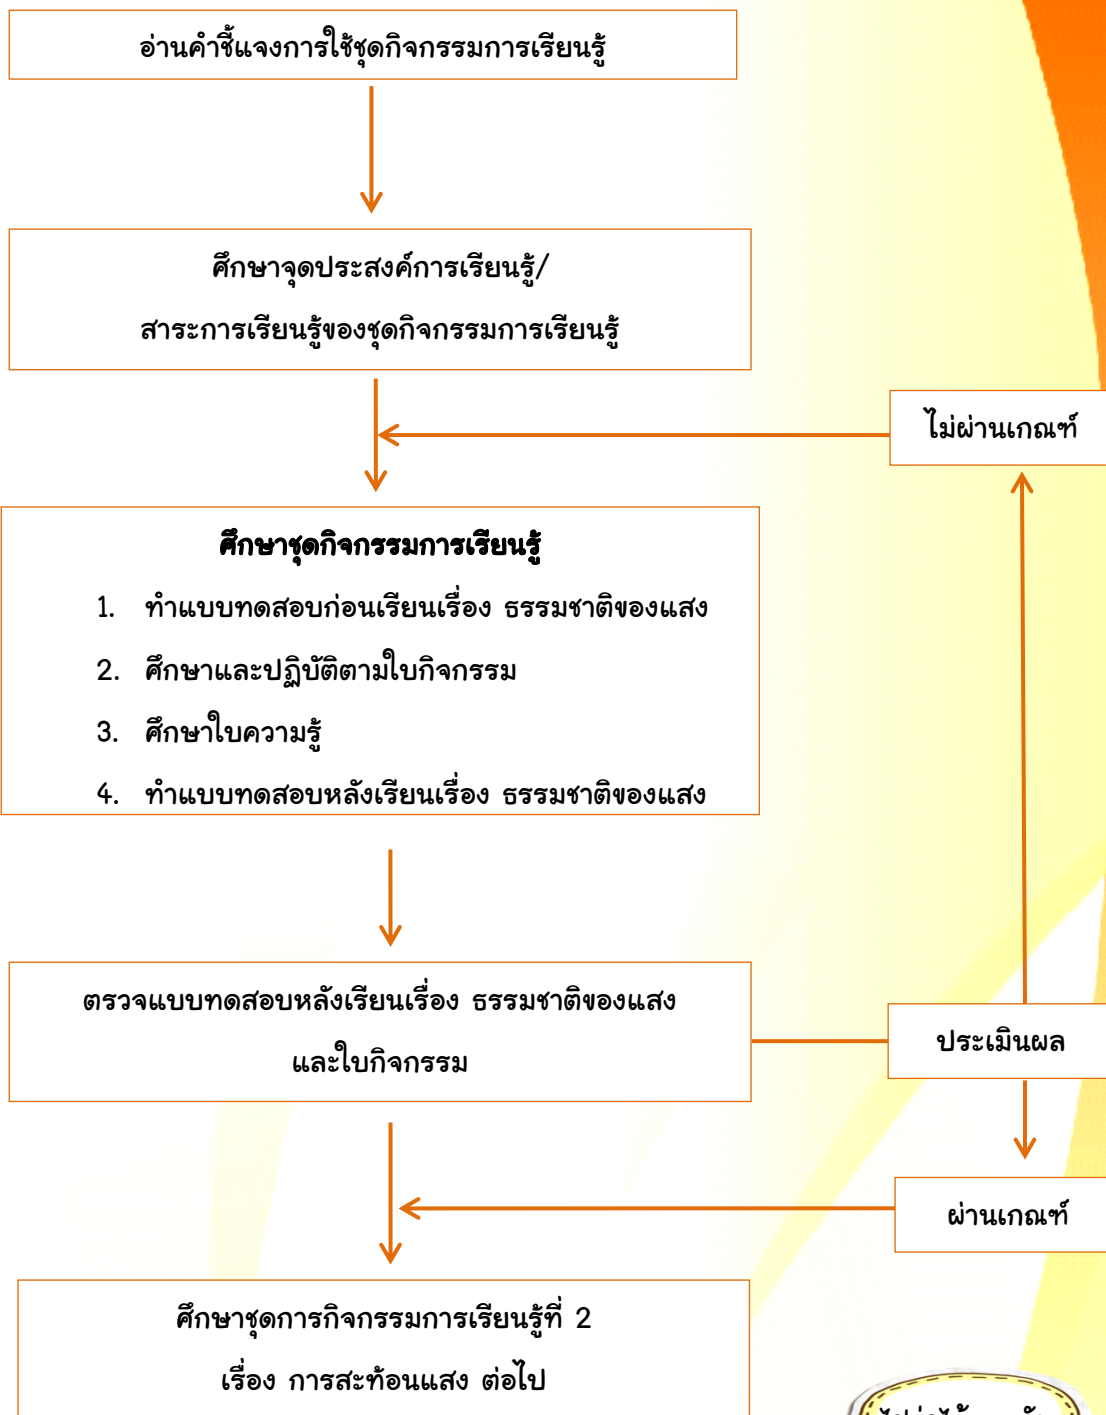 อ่านคำชี้แจงการใช้ชุดกิจกรรมการเรียนรู้
ศึกษาจุดประสงค์การเรียนรู้/
สาระการเรียนรู้ของชุดกิจกรรมการเรียนรู้
ไม่ผ่านเกณฑ์
ศึกษาชุดกิจกรรมการเรียนรู้
1. ทำแบบทดสอบก่อนเรียนเรื่อง ธรรมชาติของแสง
2. ศึกษาและปฏิบัติตามใบกิจกรรม
3. ศึกษาใบความรู้
4. ทำแบบทดสอบหลังเรียนเรื่อง ธรรมชาติของแสง
ตรวจแบบทดสอบหลังเรียนเรื่อง ธรรมชาติของแสง
และใบกิจกรรม
ประเมินผล
ผ่านเกณฑ์
ศึกษาชุดการกิจกรรมการเรียนรู้ที่ 2
เรื่อง การสะท้อนแสง ต่อไป